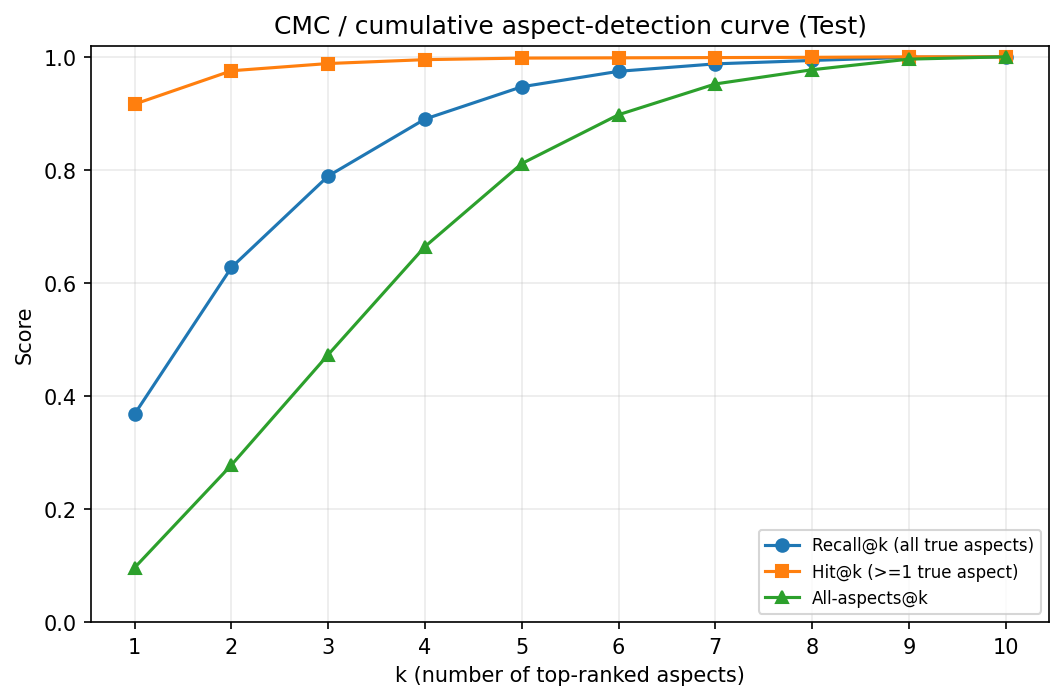 CMC / cumulative aspect-detection curve (Test)
Score
1.0
0.8
0.6
0.4
0.2
0.0
Recall@k (all true aspects)
Hit@k (>=1 true aspect)
All-aspects@k
1 2 3 4 5 6 7 8 9 10
k (number of top-ranked aspects)